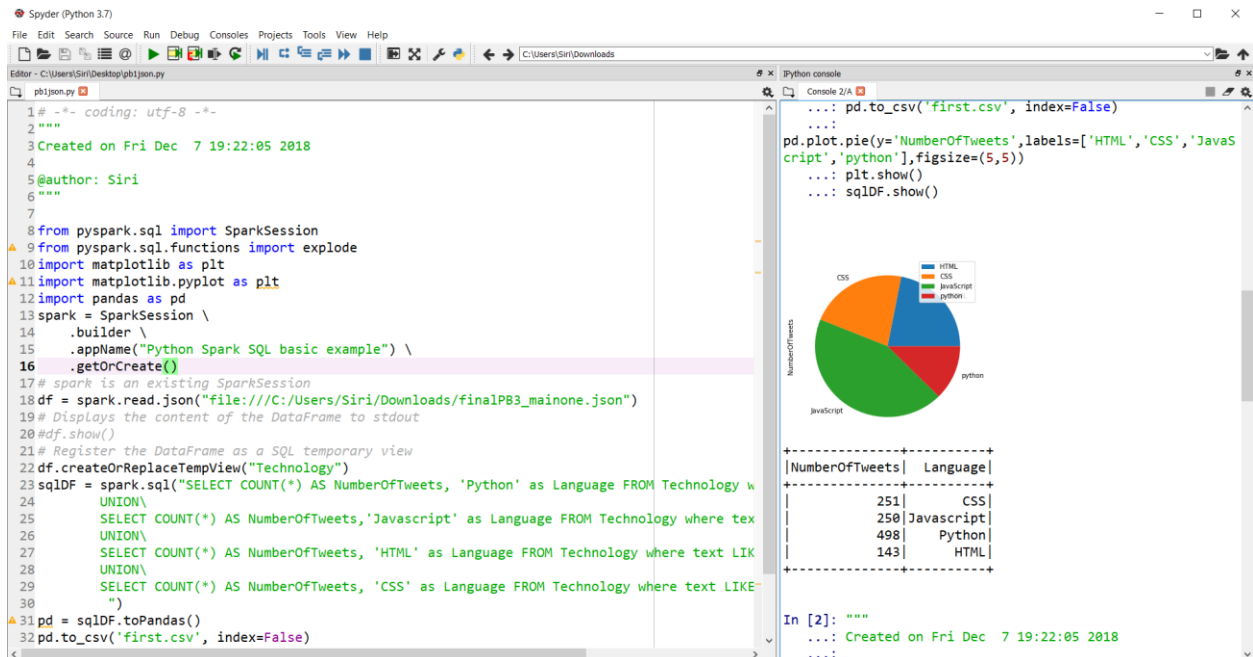 Spyder (Python 3.7)
File Edit Search Source Run Debug Consoles Projects Tools View Help
C:\Users\Siri\Downloads
Editor - C:\Users\Siri\Desktop\pb1json.py
pb1json.py
1 # -*- coding: utf-8 -*-
2 """
3 Created on Fri Dec  7 19:22:05 2018
4
5 @author: Siri
6 """
7
8 from pyspark.sql import SparkSession
9 from pyspark.sql.functions import explode
10 import matplotlib as plt
11 import matplotlib.pyplot as plt
12 import pandas as pd
13 spark = SparkSession \
14     .builder \
15     .appName("Python Spark SQL basic example") \
16     .getOrCreate()
17 # spark is an existing SparkSession
18 df = spark.read.json("file:///C:/Users/Siri/Downloads/finalPB3_mainone.json")
19 # Displays the content of the DataFrame to stdout
20 #df.show()
21 # Register the DataFrame as a SQL temporary view
22 df.createOrReplaceTempView("Technology")
23 sqlDF = spark.sql("SELECT COUNT(*) AS NumberOfTweets, 'Python' as Language FROM Technology w
24         UNION\
25         SELECT COUNT(*) AS NumberOfTweets,'Javascript' as Language FROM Technology where tex
26         UNION\
27         SELECT COUNT(*) AS NumberOfTweets, 'HTML' as Language FROM Technology where text LIK
28         UNION\
29         SELECT COUNT(*) AS NumberOfTweets, 'CSS' as Language FROM Technology where text LIKE
30          ")
31 pd = sqlDF.toPandas()
32 pd.to_csv('first.csv', index=False)
IPython console
Console 2/A
...: pd.to_csv('first.csv', index=False)
...:
pd.plot.pie(y='NumberOfTweets',labels=['HTML','CSS','JavaS
cript','python'],figsize=(5,5))
...: plt.show()
...: sqlDF.show()
HTML
CSS
JavaScript
python
CSS
NumberOfTweets
python
JavaScript
+--------------+----------+
|NumberOfTweets|  Language|
+--------------+----------+
|           251|       CSS|
|           250|Javascript|
|           498|    Python|
|           143|      HTML|
+--------------+----------+
In [2]: """
...: Created on Fri Dec  7 19:22:05 2018
...: